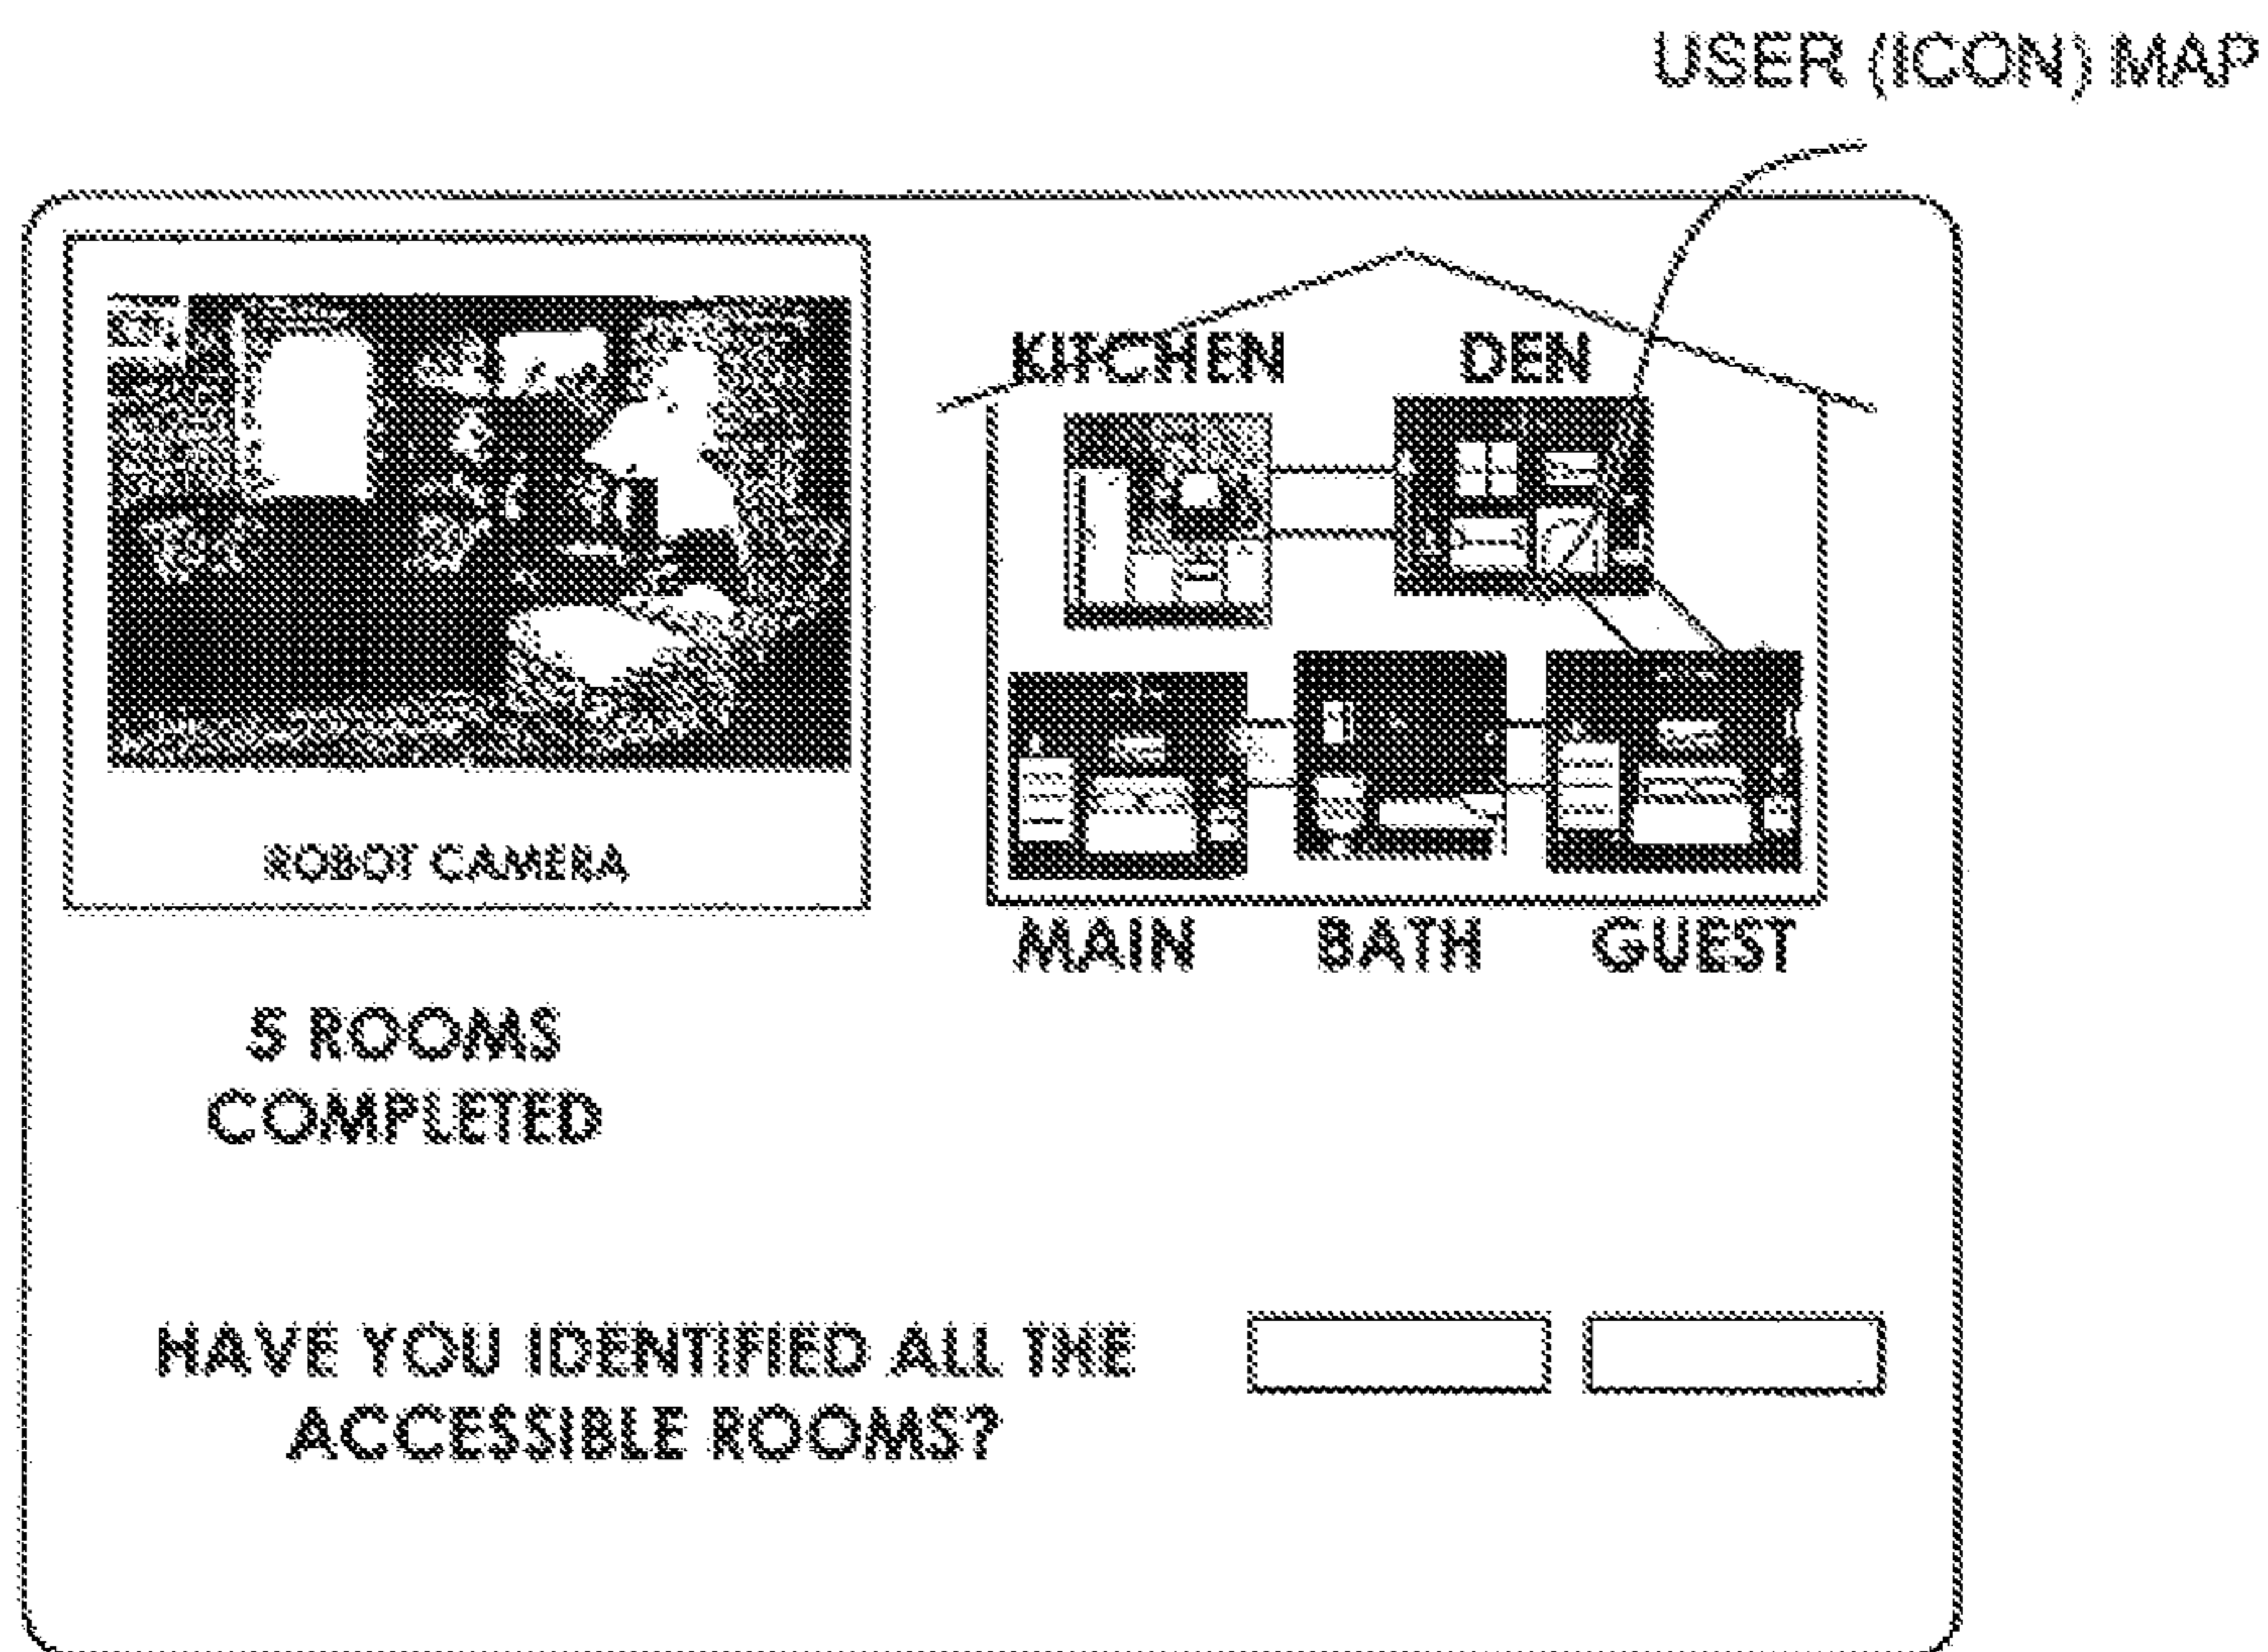 USER (ICON) MAP
KITCHEN DEN
ROBOT CAMERA
MAIN BATH GUEST
5 ROOMS
COMPLETED
HAVE YOU IDENTIFIED ALL THE
ACCESSIBLE ROOMS?